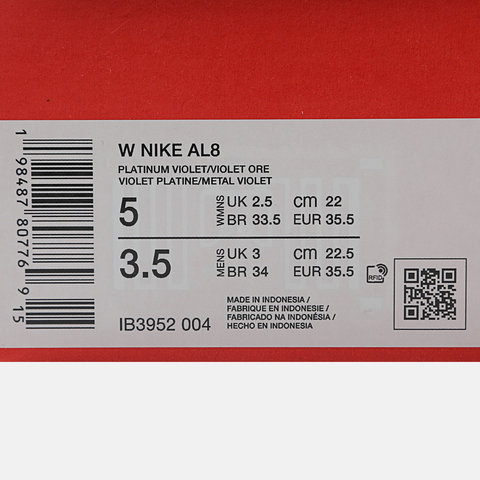 W NIKE AL8
PLATINUM VIOLET/VIOLET ORE
VIOLET PLATINE/METAL VIOLET
5 WMNS UK 2.5 cm 22
BR 33.5 EUR 35.5
3.5 MENS UK 3 cm 22.5
BR 34 EUR 35.5
RFID
IB3952 004
MADE IN INDONESIA /
FABRIQUE EN INDONESIE /
FABRICADO NA INDONÉSIA /
HECHO EN INDONESIA
1 98487 80776 9 15